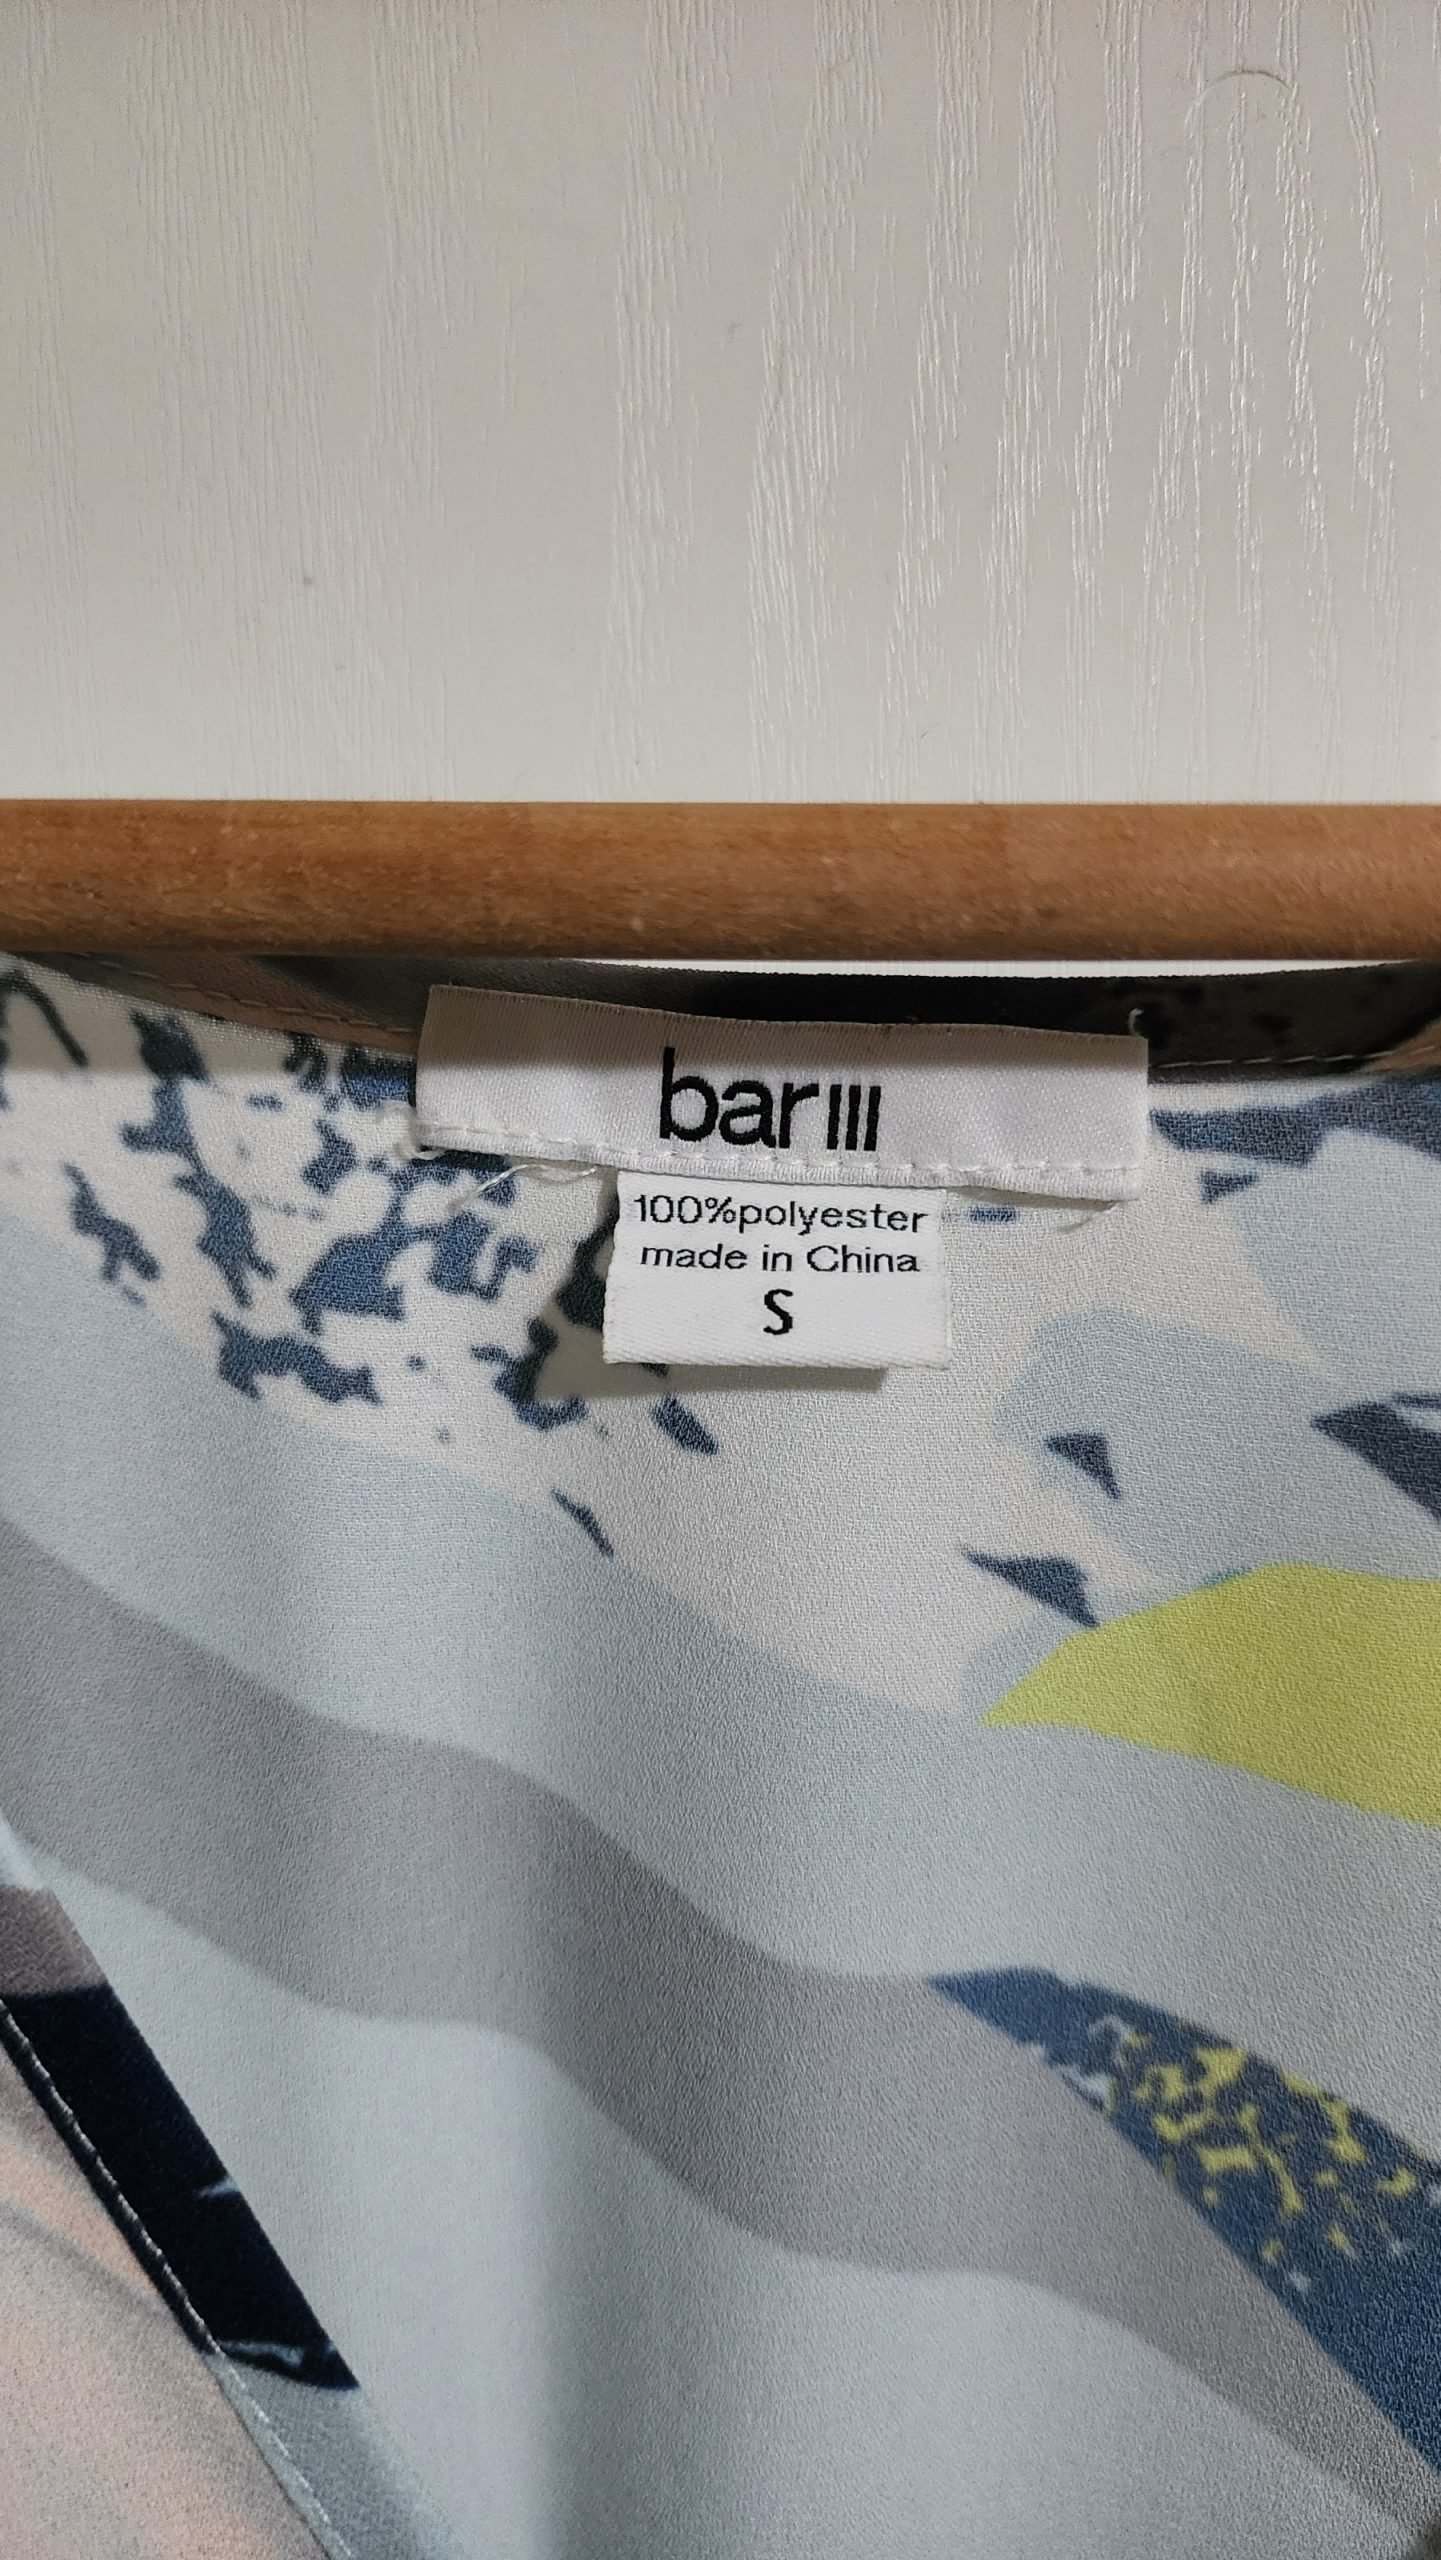 bar III
100%polyester
made in China
S